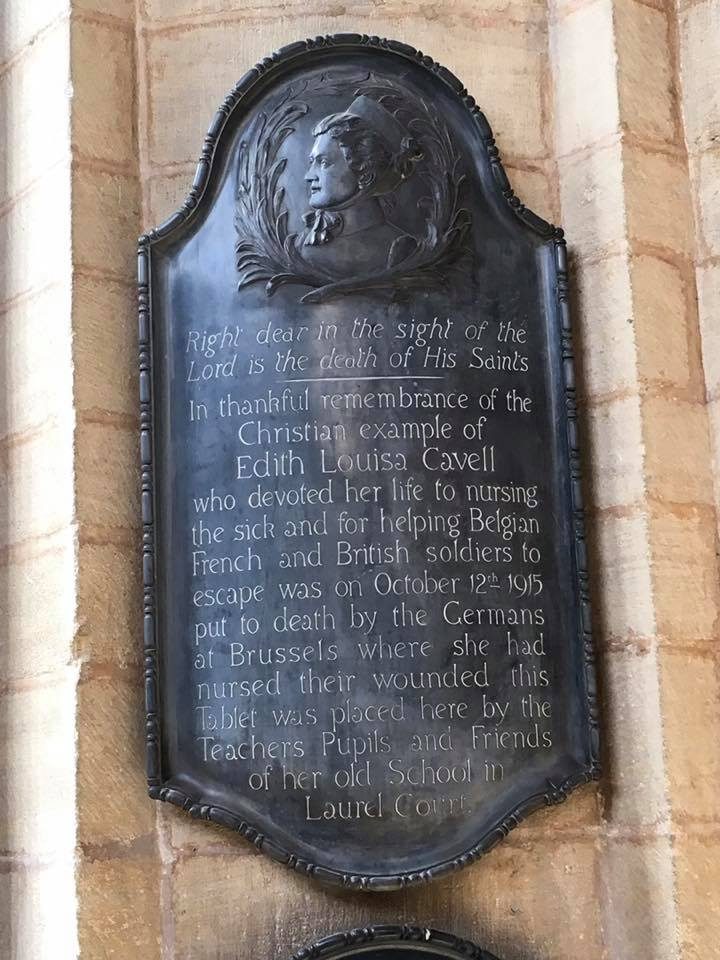 Right dear in the sight of the
Lord is the death of His Saints
In thankful remembrance of the
Christian example of
Edith Louisa Cavell
who devoted her life to nursing
the sick and for helping Belgian
French and British soldiers to
escape was on October 12th 1915
put to death by the Germans
at Brussels where she had
nursed their wounded this
Tablet was placed here by the
Teachers Pupils and Friends
of her old School in
Laurel Court.